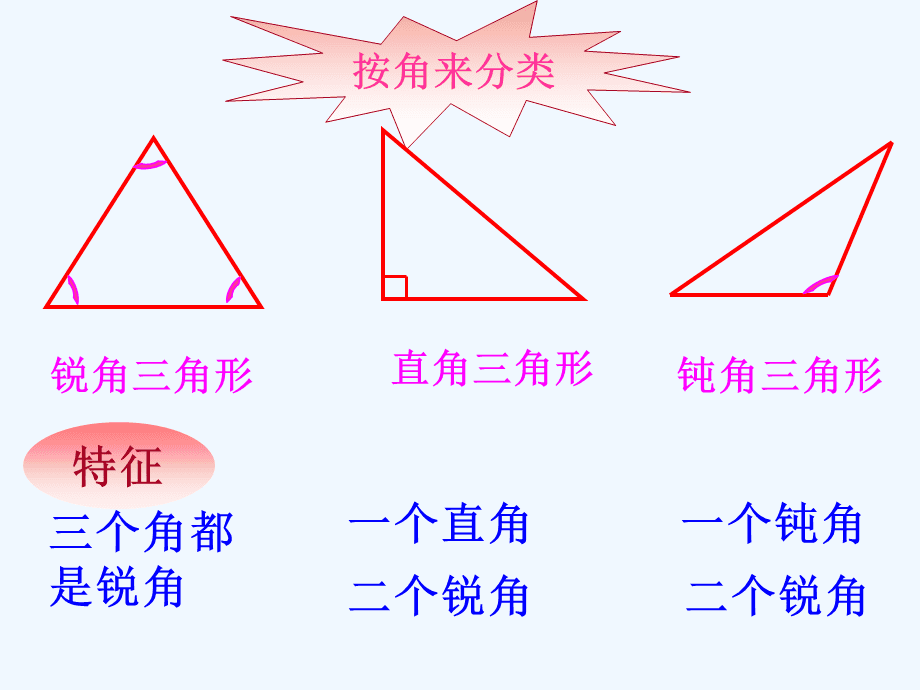 按角来分类
锐角三角形
直角三角形
钝角三角形
特征
三个角都
是锐角
一个直角
二个锐角
一个钝角
二个锐角